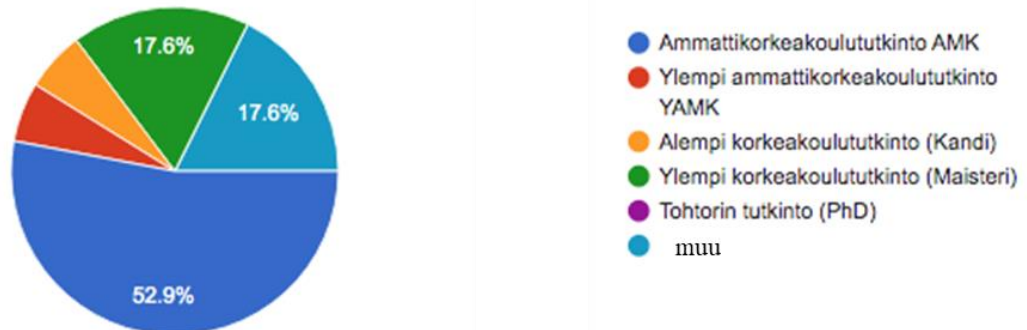 17.6%
17.6%
52.9%
Ammattikorkeakoulututkinto AMK
Ylempi ammattikorkeakoulututkinto
YAMK
Alempi korkeakoulututkinto (Kandi)
Ylempi korkeakoulututkinto (Maisteri)
Tohtorin tutkinto (PhD)
muu